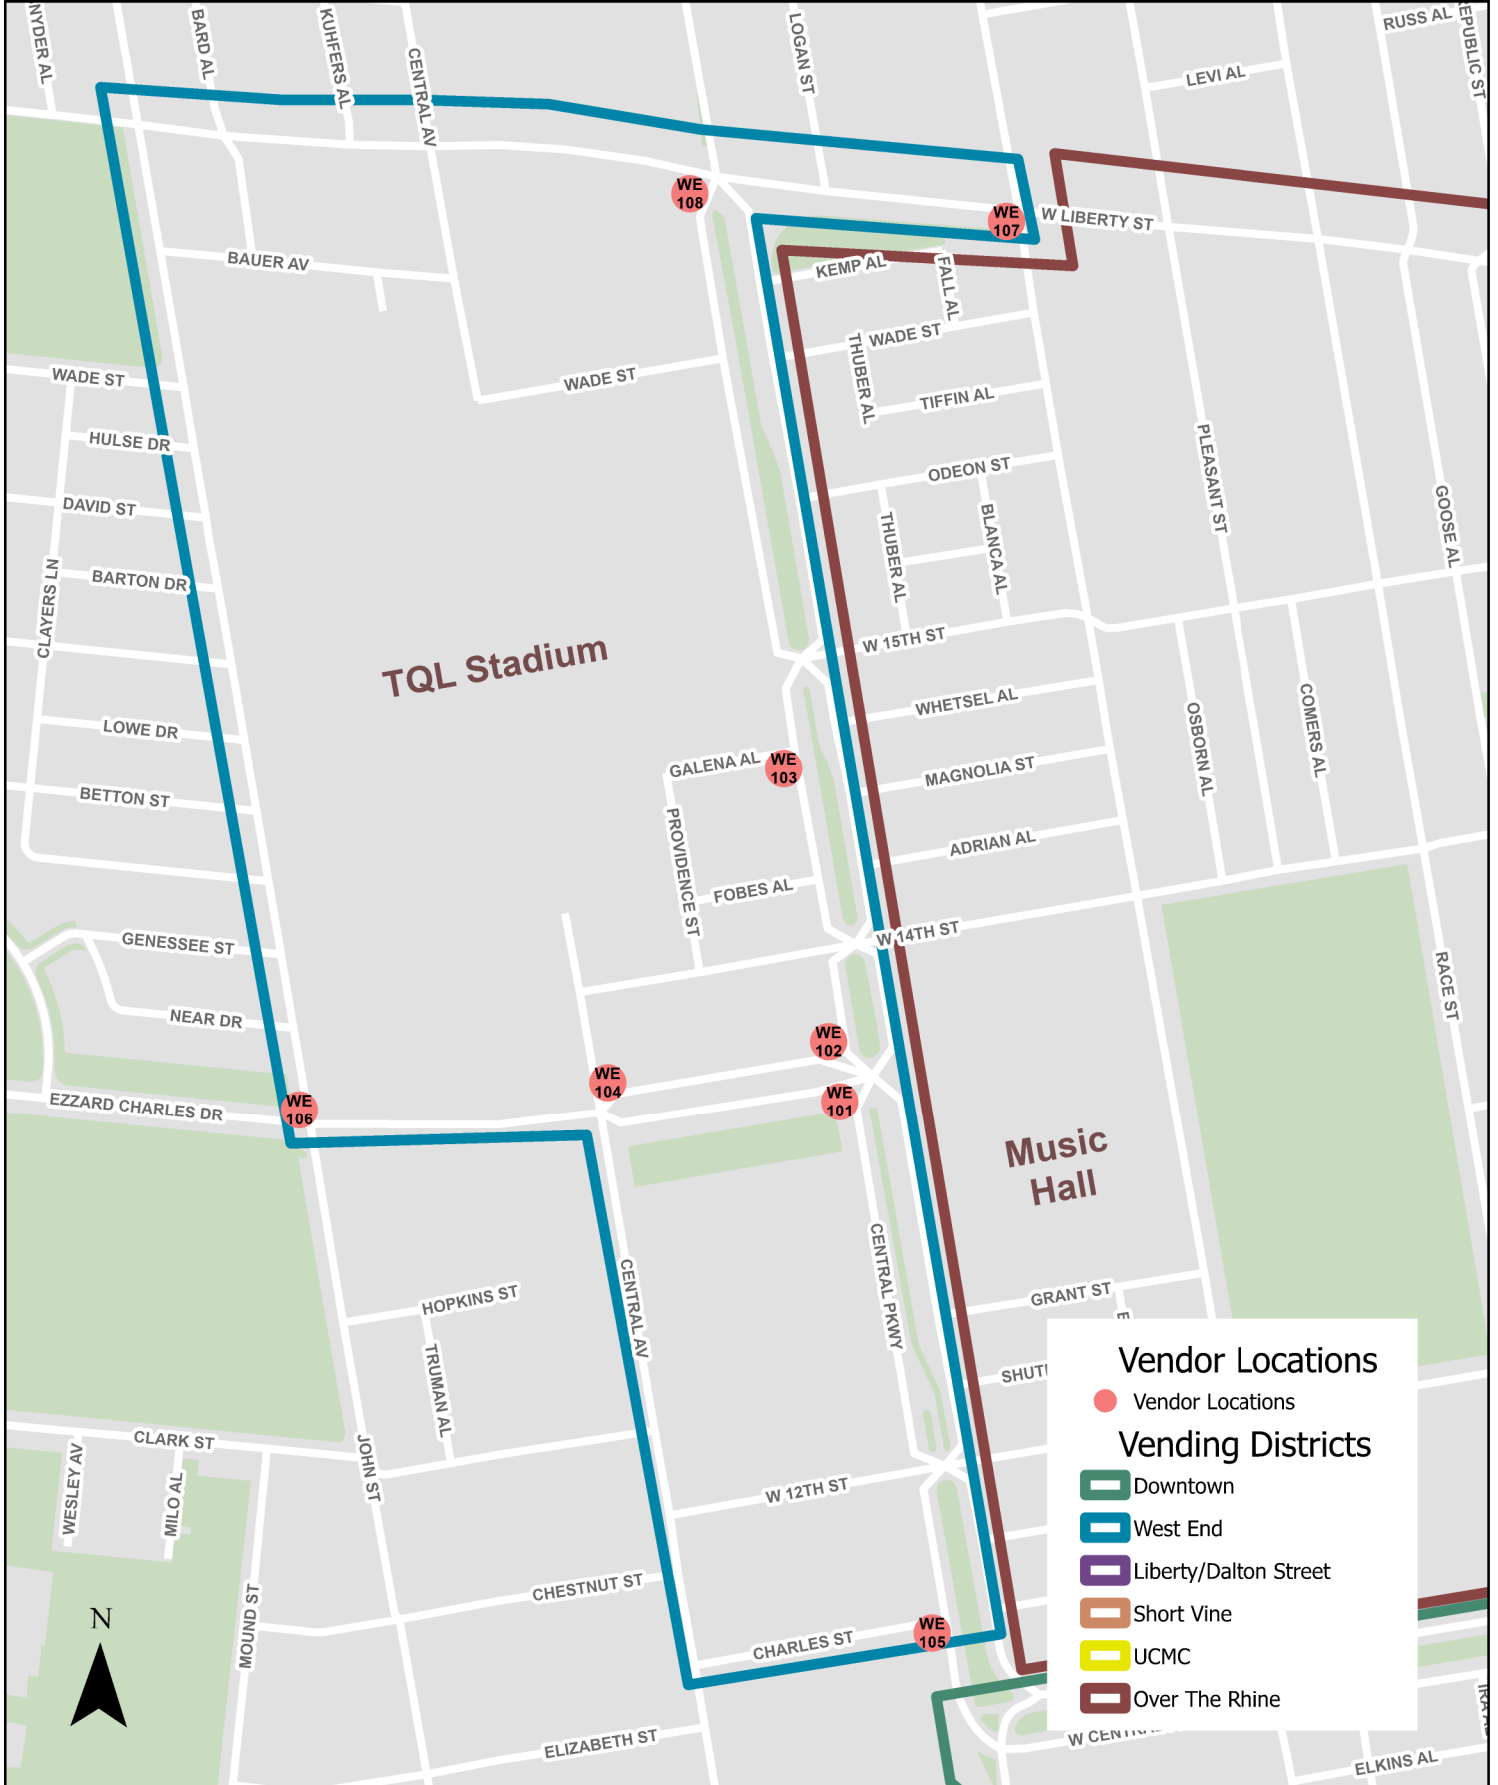 NYDER AL
BARD AL
KUHFERS AL
CENTRAL AV
LOGAN ST
RUSS AL
EPUBLIC ST
LEVI AL
WE
108
WE
107
W LIBERTY ST
BAUER AV
KEMP AL
FALL AL
WADE ST
THUBER AL
WADE ST
WADE ST
TIFFIN AL
HULSE DR
ODEON ST
PLEASANT ST
GOOSE AL
DAVID ST
THUBER AL
BLANCA AL
BARTON DR
CLAYERS LN
W 15TH ST
TQL Stadium
WHETSEL AL
OSBORN AL
COMERS AL
LOWE DR
GALENA AL
WE
103
MAGNOLIA ST
BETTON ST
PROVIDENCE ST
ADRIAN AL
FOBES AL
GENESSEE ST
W 14TH ST
RACE ST
NEAR DR
WE
102
WE
104
EZZARD CHARLES DR
WE
106
WE
101
Music
Hall
HOPKINS ST
CENTRAL AV
CENTRAL PKWY
GRANT ST
E
TRUMAN AL
SHUT
CLARK ST
JOHN ST
WESLEY AV
MILO AL
W 12TH ST
CHESTNUT ST
MOUND ST
CHARLES ST
WE
105
N
ELIZABETH ST
W CENTRAL
ELKINS AL
Vendor Locations
Vendor Locations
Vending Districts
Downtown
West End
Liberty/Dalton Street
Short Vine
UCMC
Over The Rhine